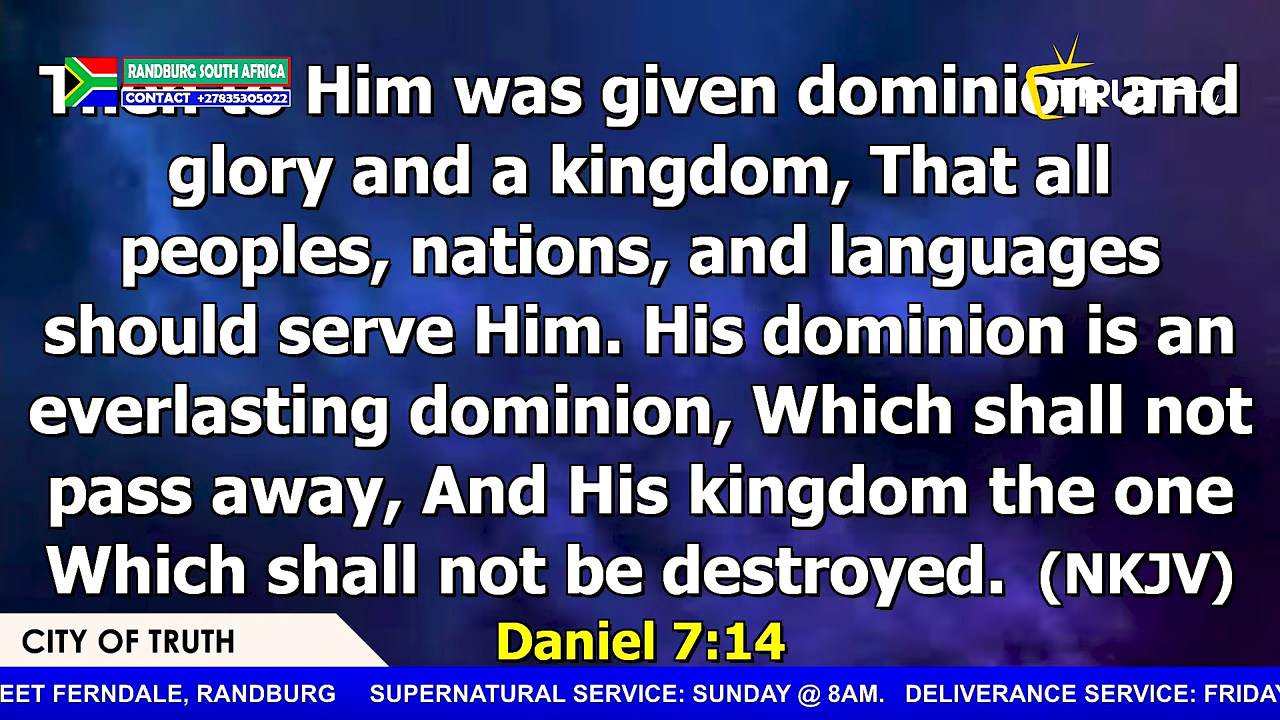 RANDBURG SOUTH AFRICA
CONTACT +27835305022
Then to Him was given dominion and
glory and a kingdom, That all
peoples, nations, and languages
should serve Him. His dominion is an
everlasting dominion, Which shall not
pass away, And His kingdom the one
Which shall not be destroyed. (NKJV)
Daniel 7:14
CITY OF TRUTH
EET FERNDALE, RANDBURG SUPERNATURAL SERVICE: SUNDAY @ 8AM. DELIVERANCE SERVICE: FRIDAY